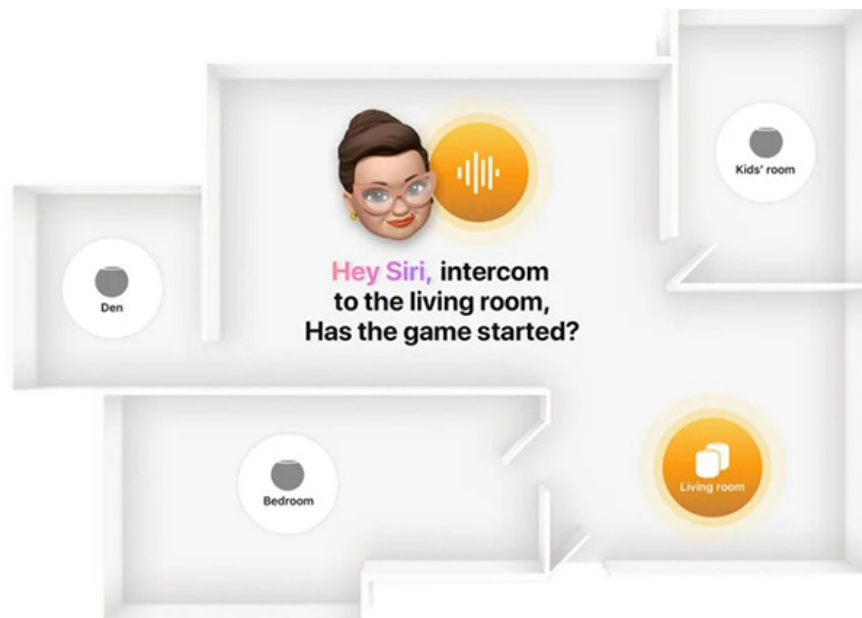 Kids' room
Den
Hey Siri, intercom
to the living room,
Has the game started?
Bedroom
Living room